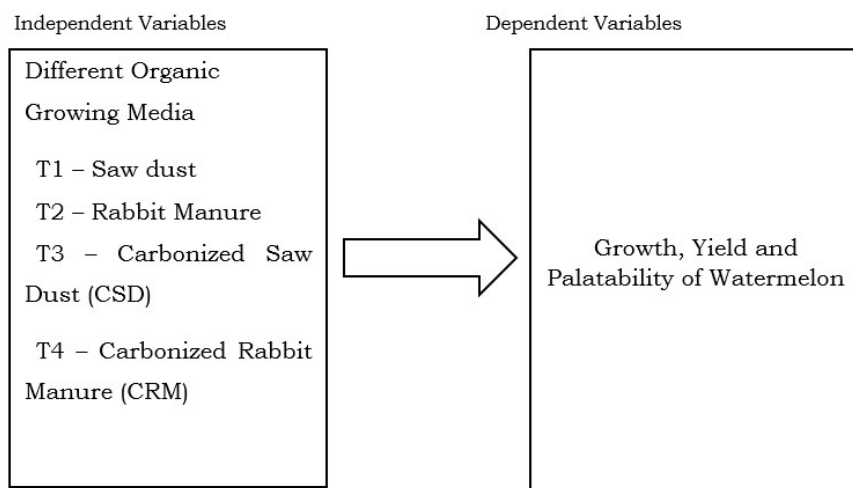 Independent Variables
Dependent Variables
Different Organic
Growing Media
T1 – Saw dust
T2 – Rabbit Manure
T3 – Carbonized Saw
Dust (CSD)
T4 – Carbonized Rabbit
Manure (CRM)
Growth, Yield and
Palatability of Watermelon